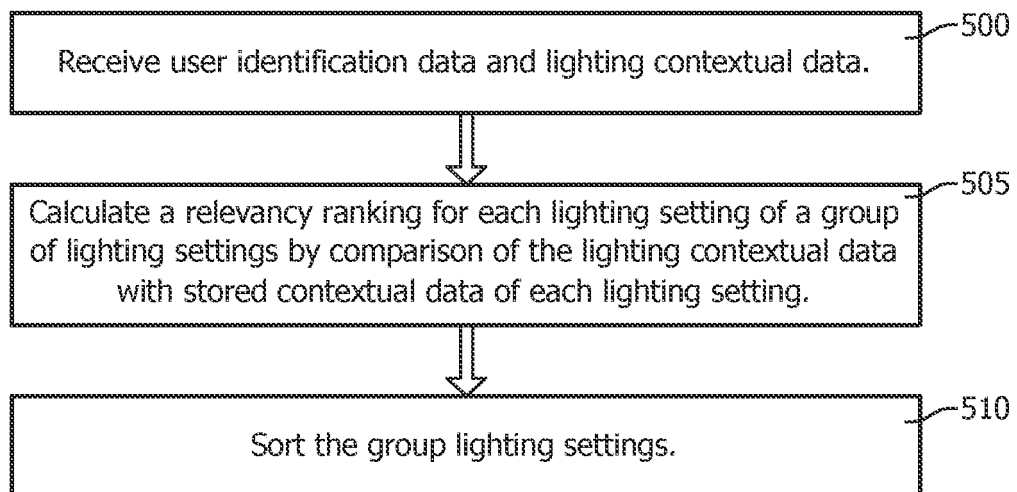 500
Receive user identification data and lighting contextual data.
505
Calculate a relevancy ranking for each lighting setting of a group
of lighting settings by comparison of the lighting contextual data
with stored contextual data of each lighting setting.
510
Sort the group lighting settings.